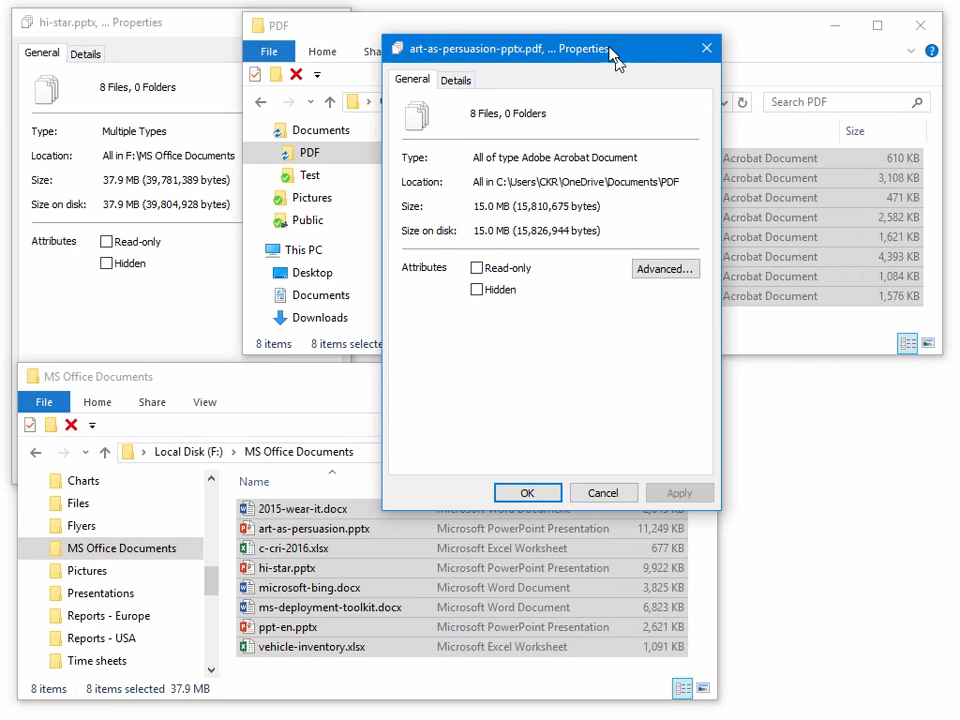 hi-star.pptx, ... Properties
General
Details
8 Files, 0 Folders
Type:
Multiple Types
Location:
All in F:\MS Office Documents
Size:
37.9 MB (39,781,389 bytes)
Size on disk:
37.9 MB (39,804,928 bytes)
Attributes
Read-only
Hidden
PDF
File
Home
Search PDF
Documents
PDF
Test
Pictures
Public
This PC
Desktop
Documents
Downloads
Size
Acrobat Document 610 KB
Acrobat Document 3,108 KB
Acrobat Document 471 KB
Acrobat Document 2,582 KB
Acrobat Document 1,621 KB
Acrobat Document 4,393 KB
Acrobat Document 1,084 KB
Acrobat Document 1,576 KB
8 items 8 items selecte
art-as-persuasion-pptx.pdf, ... Properties
General
Details
8 Files, 0 Folders
Type: All of type Adobe Acrobat Document
Location: All in C:\Users\CKR\OneDrive\Documents\PDF
Size: 15.0 MB (15,810,675 bytes)
Size on disk: 15.0 MB (15,826,944 bytes)
Attributes
Read-only
Advanced...
Hidden
OK
Cancel
Apply
MS Office Documents
File
Home
Share
View
Local Disk (F:) MS Office Documents
Charts
Files
Flyers
MS Office Documents
Pictures
Presentations
Reports - Europe
Reports - USA
Time sheets
Name
2015-wear-it.docx
art-as-persuasion.pptx Microsoft PowerPoint Presentation 11,249 KB
c-cri-2016.xlsx Microsoft Excel Worksheet 677 KB
hi-star.pptx Microsoft PowerPoint Presentation 9,922 KB
microsoft-bing.docx Microsoft Word Document 3,825 KB
ms-deployment-toolkit.docx Microsoft Word Document 6,823 KB
ppt-en.pptx Microsoft PowerPoint Presentation 2,621 KB
vehicle-inventory.xlsx Microsoft Excel Worksheet 1,091 KB
8 items 8 items selected 37.9 MB